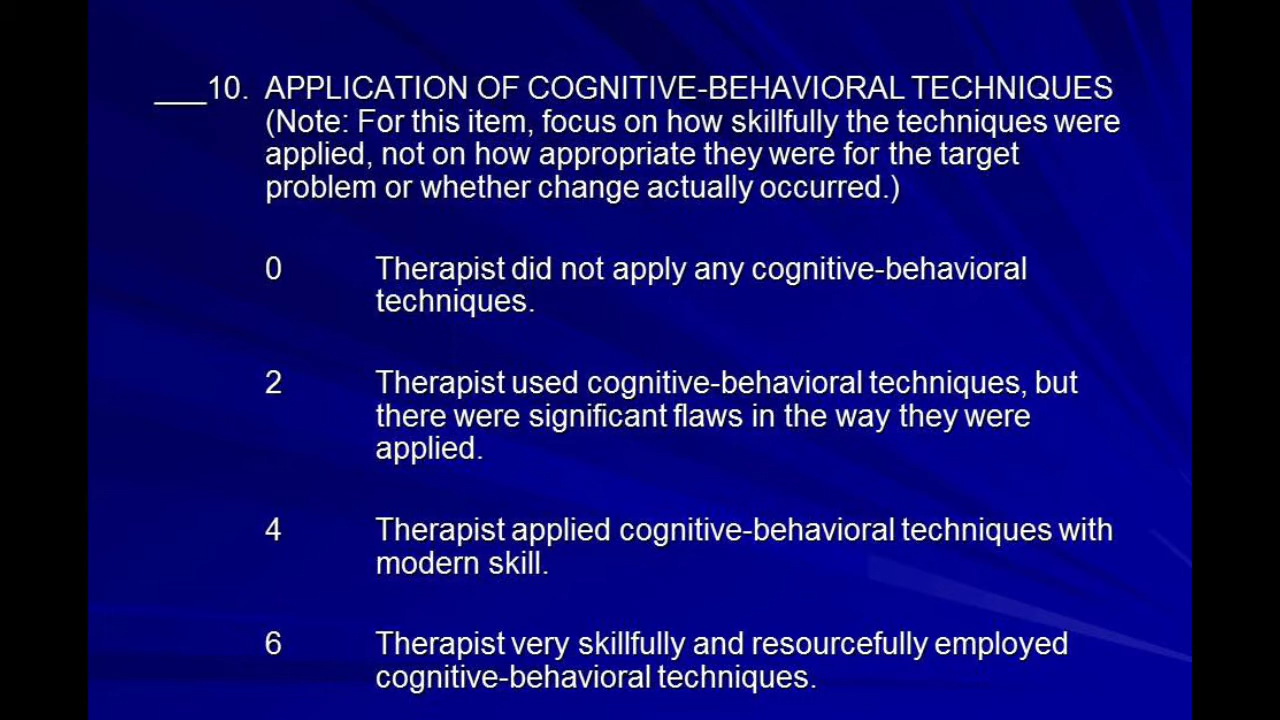 ___10. APPLICATION OF COGNITIVE-BEHAVIORAL TECHNIQUES
(Note: For this item, focus on how skillfully the techniques were
applied, not on how appropriate they were for the target
problem or whether change actually occurred.)
0 Therapist did not apply any cognitive-behavioral
techniques.
2 Therapist used cognitive-behavioral techniques, but
there were significant flaws in the way they were
applied.
4 Therapist applied cognitive-behavioral techniques with
modern skill.
6 Therapist very skillfully and resourcefully employed
cognitive-behavioral techniques.